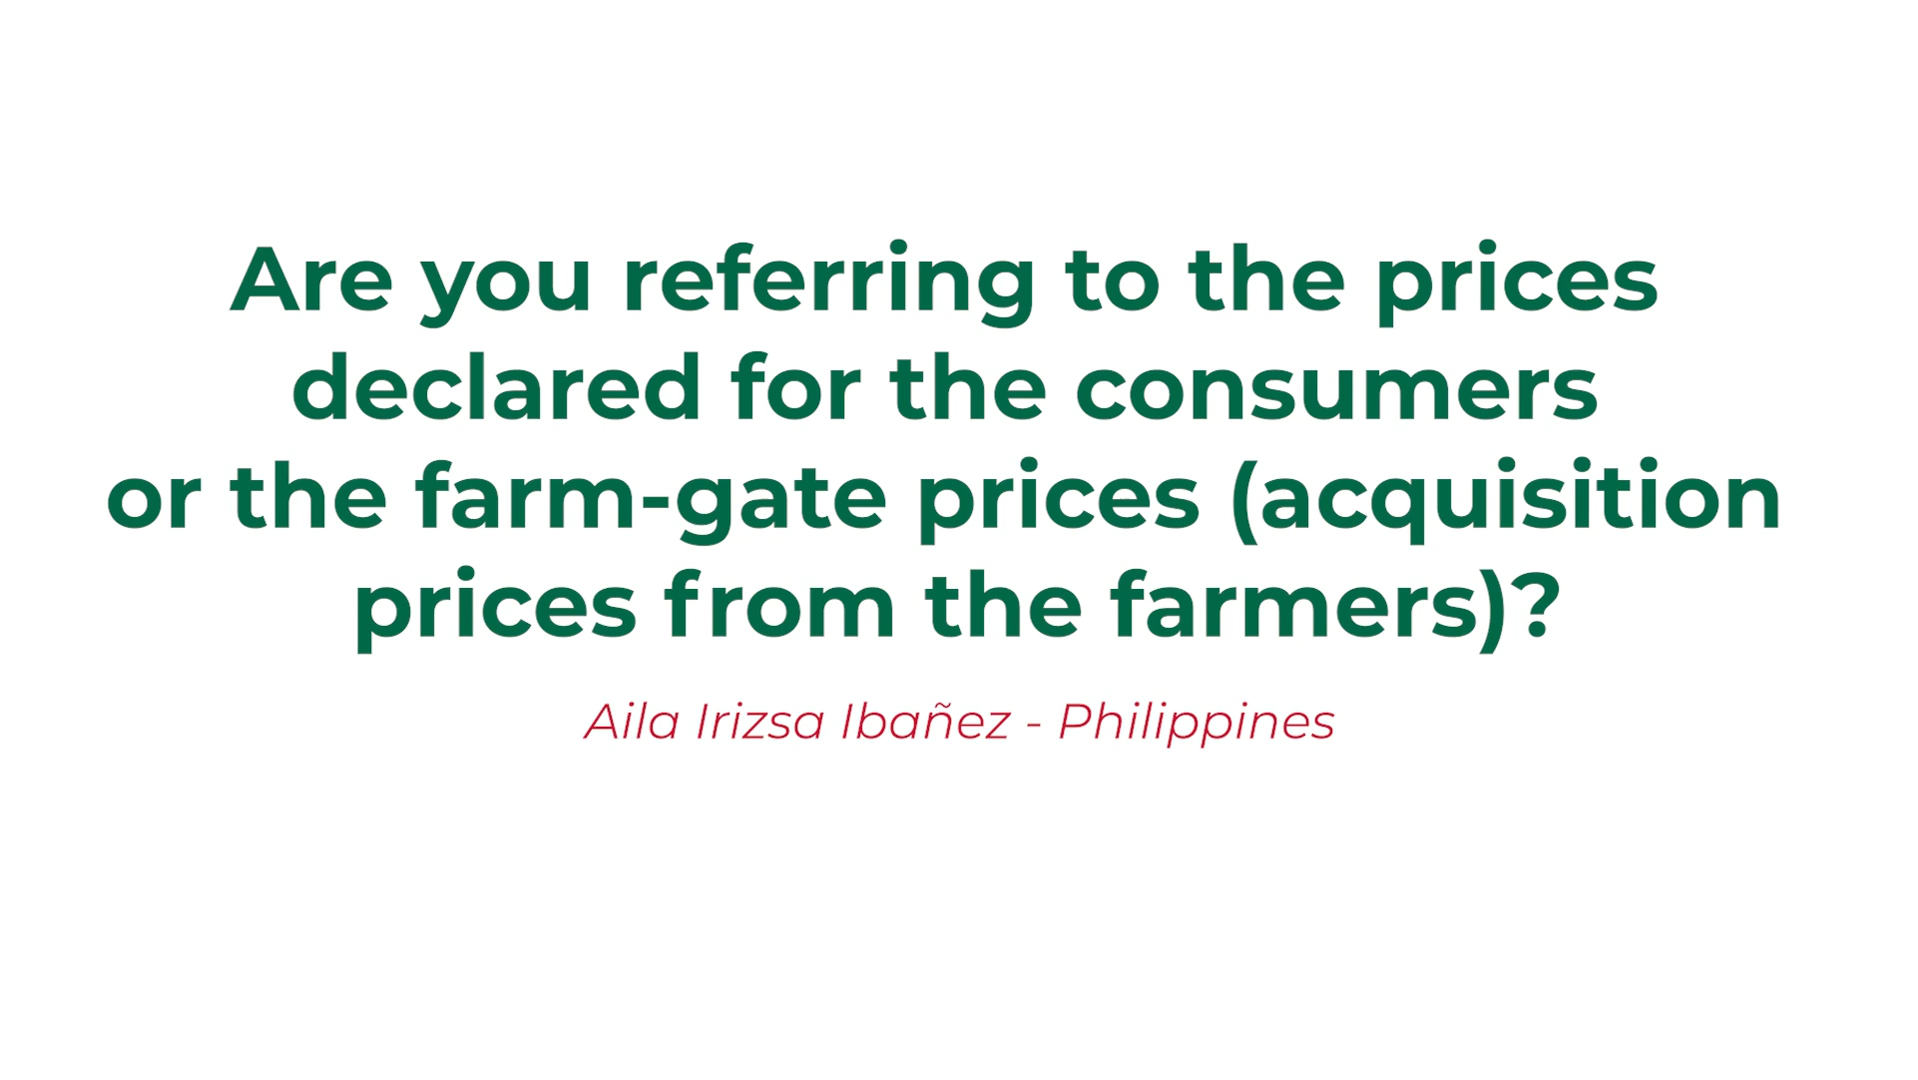 Are you referring to the prices
declared for the consumers
or the farm-gate prices (acquisition
prices from the farmers)?
Aila Irizsa Ibañez - Philippines